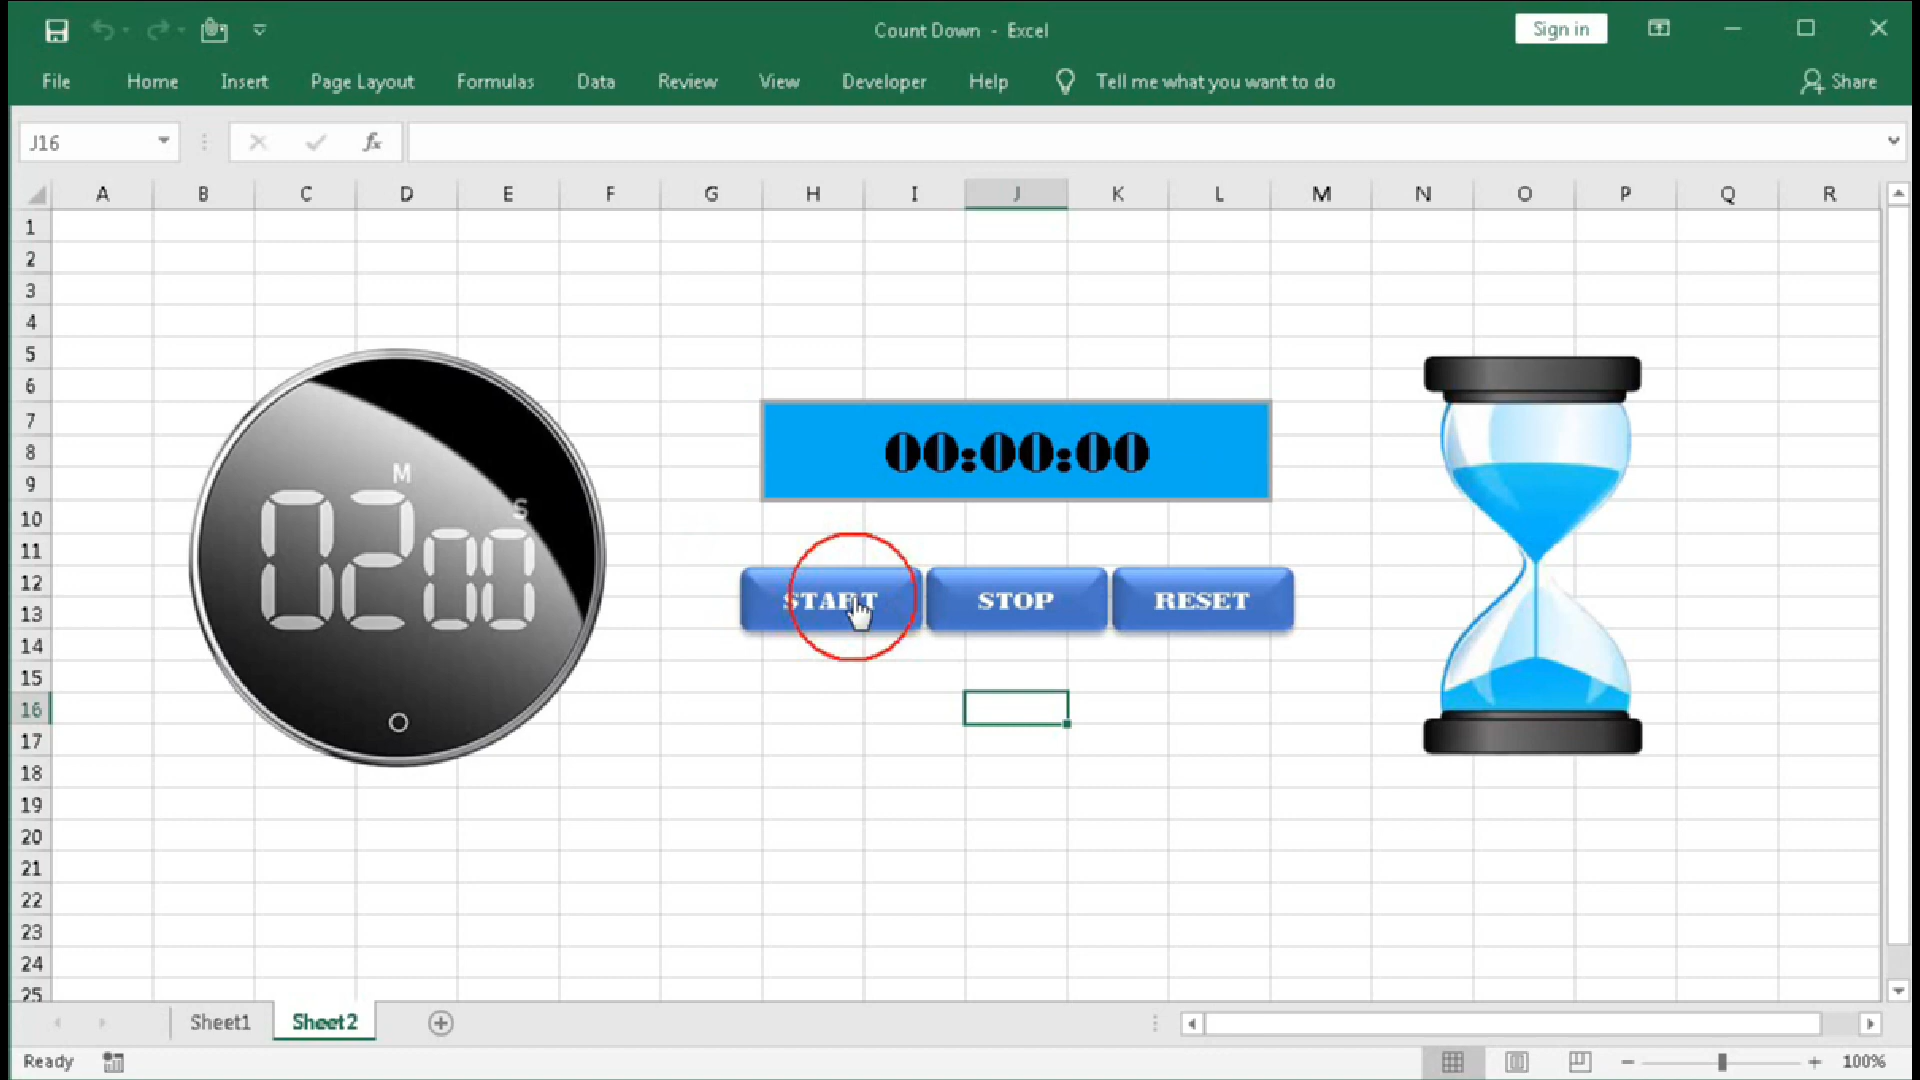 Count Down - Excel
Sign in
File Home Insert Page Layout Formulas Data Review View Developer Help Tell me what you want to do Share
J16 fx
A B C D E F G H I J K L M N O P Q R
1
2
3
4
5
6
7
8
9
10
11
12
13
14
15
16
17
18
19
20
21
22
23
24
25
M
S
02 00
00:00:00
START STOP RESET
Sheet1 Sheet2
Ready
100%